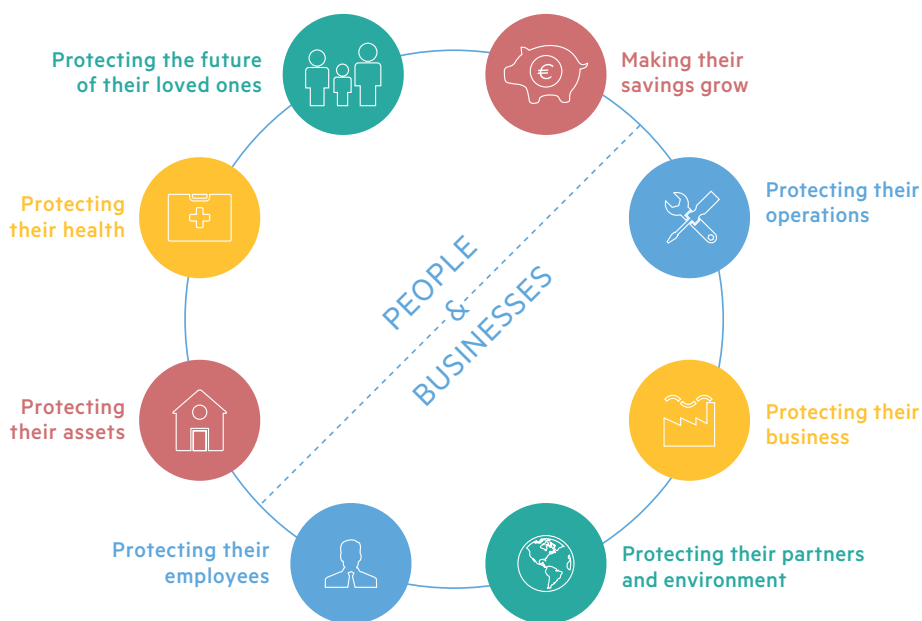 Protecting the future
of their loved ones
€
Making their
savings grow
Protecting
their health
Protecting their
operations
PEOPLE
&
BUSINESSES
Protecting
their assets
Protecting their
business
Protecting their
employees
Protecting their partners
and environment